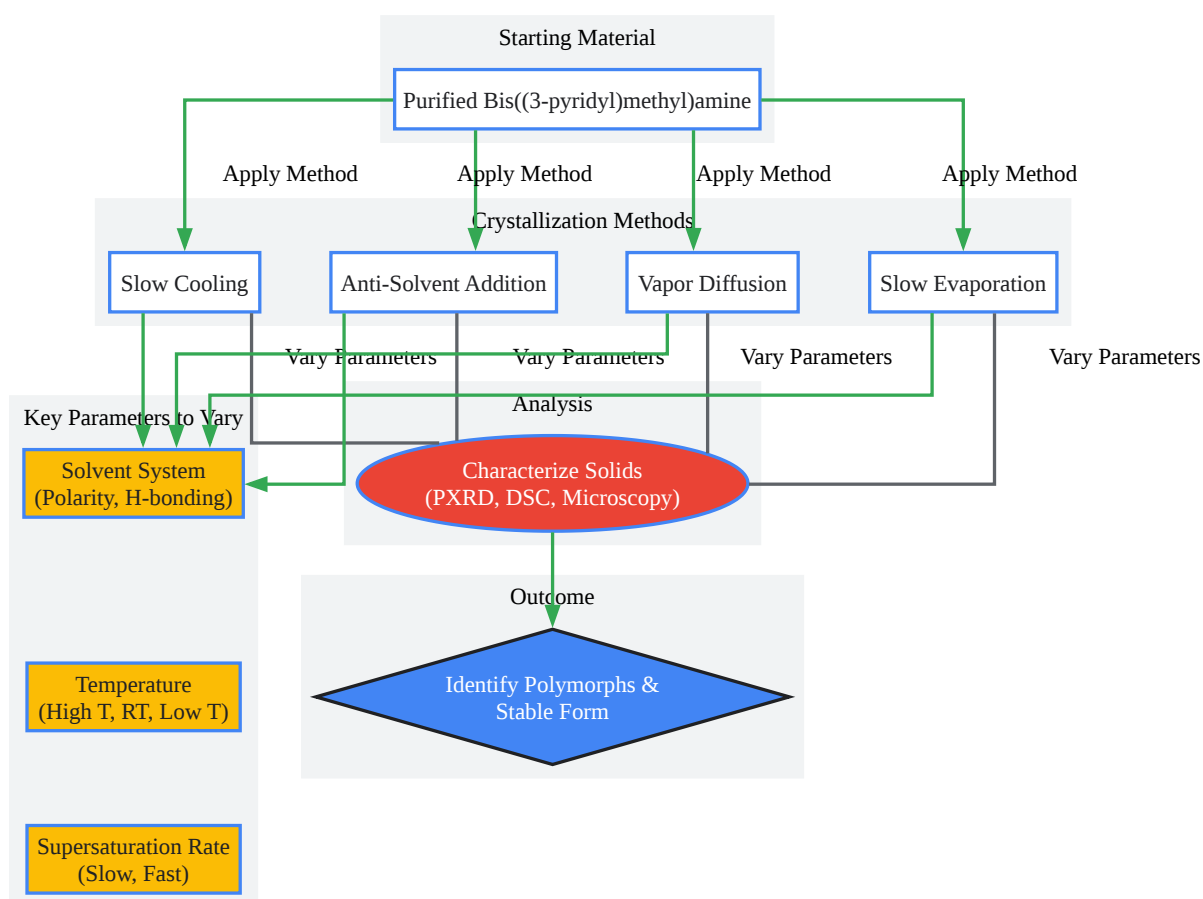 Starting Material
Purified Bis((3-pyridyl)methyl)amine
Apply Method
Apply Method
Apply Method
Apply Method
Crystallization Methods
Slow Cooling
Anti-Solvent Addition
Vapor Diffusion
Slow Evaporation
Vary Parameters
Vary Parameters
Vary Parameters
Vary Parameters
Key Parameters to Vary
Analysis
Solvent System
(Polarity, H-bonding)
Characterize Solids
(PXRD, DSC, Microscopy)
Outcome
Temperature
(High T, RT, Low T)
Identify Polymorphs &
Stable Form
Supersaturation Rate
(Slow, Fast)